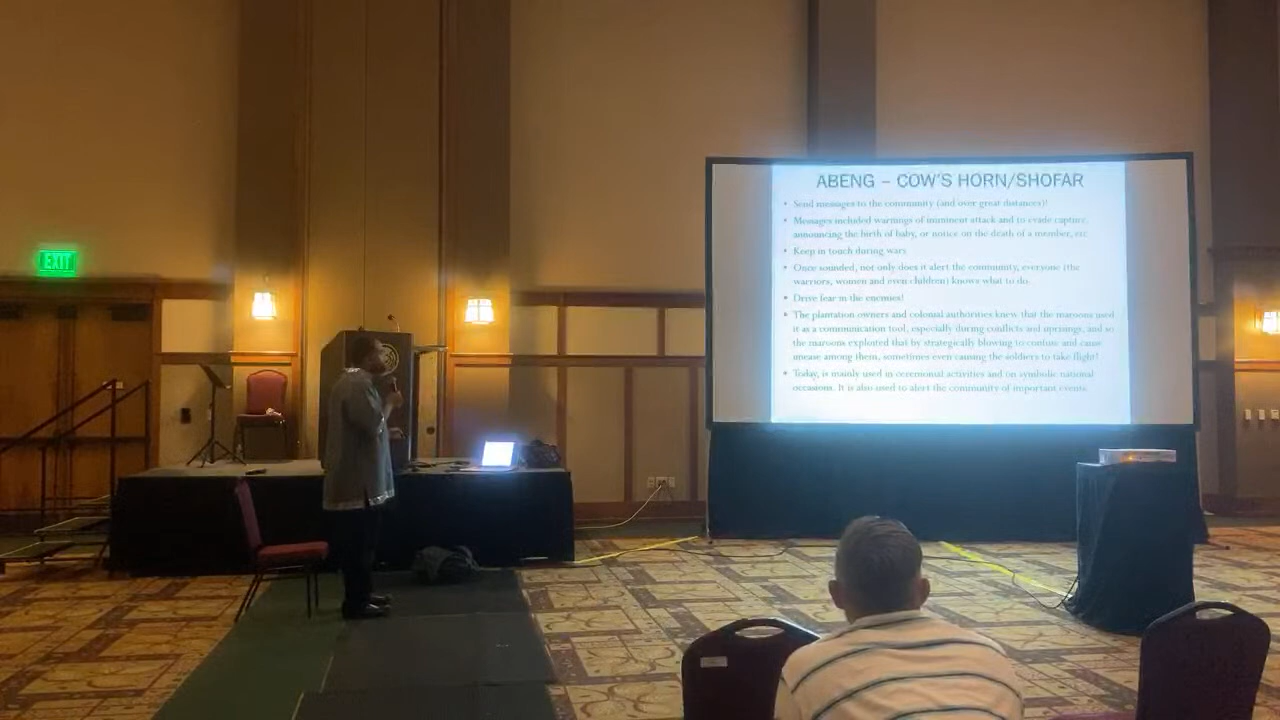 EXIT
ABENG – COW'S HORN/SHOFAR
• Send messages to the community (and over great distances)!
• Messages included warnings of imminent attack and to evade capture,
announcing the birth of baby, or notice on the death of a member, etc
• Keep in touch during wars
• Once sounded, not only does it alert the community, everyone (the
warriors, women and even children) knows what to do.
• Drive fear in the enemies!
• The plantation owners and colonial authorities knew that the maroons used
it as a communication tool, especially during conflicts and uprisings, and so
the maroons exploited that by strategically blowing to confuse and cause
unease among them, sometimes even causing the soldiers to take flight!
• Today, is mainly used in ceremonial activities and on symbolic national
occasions. It is also used to alert the community of important events.